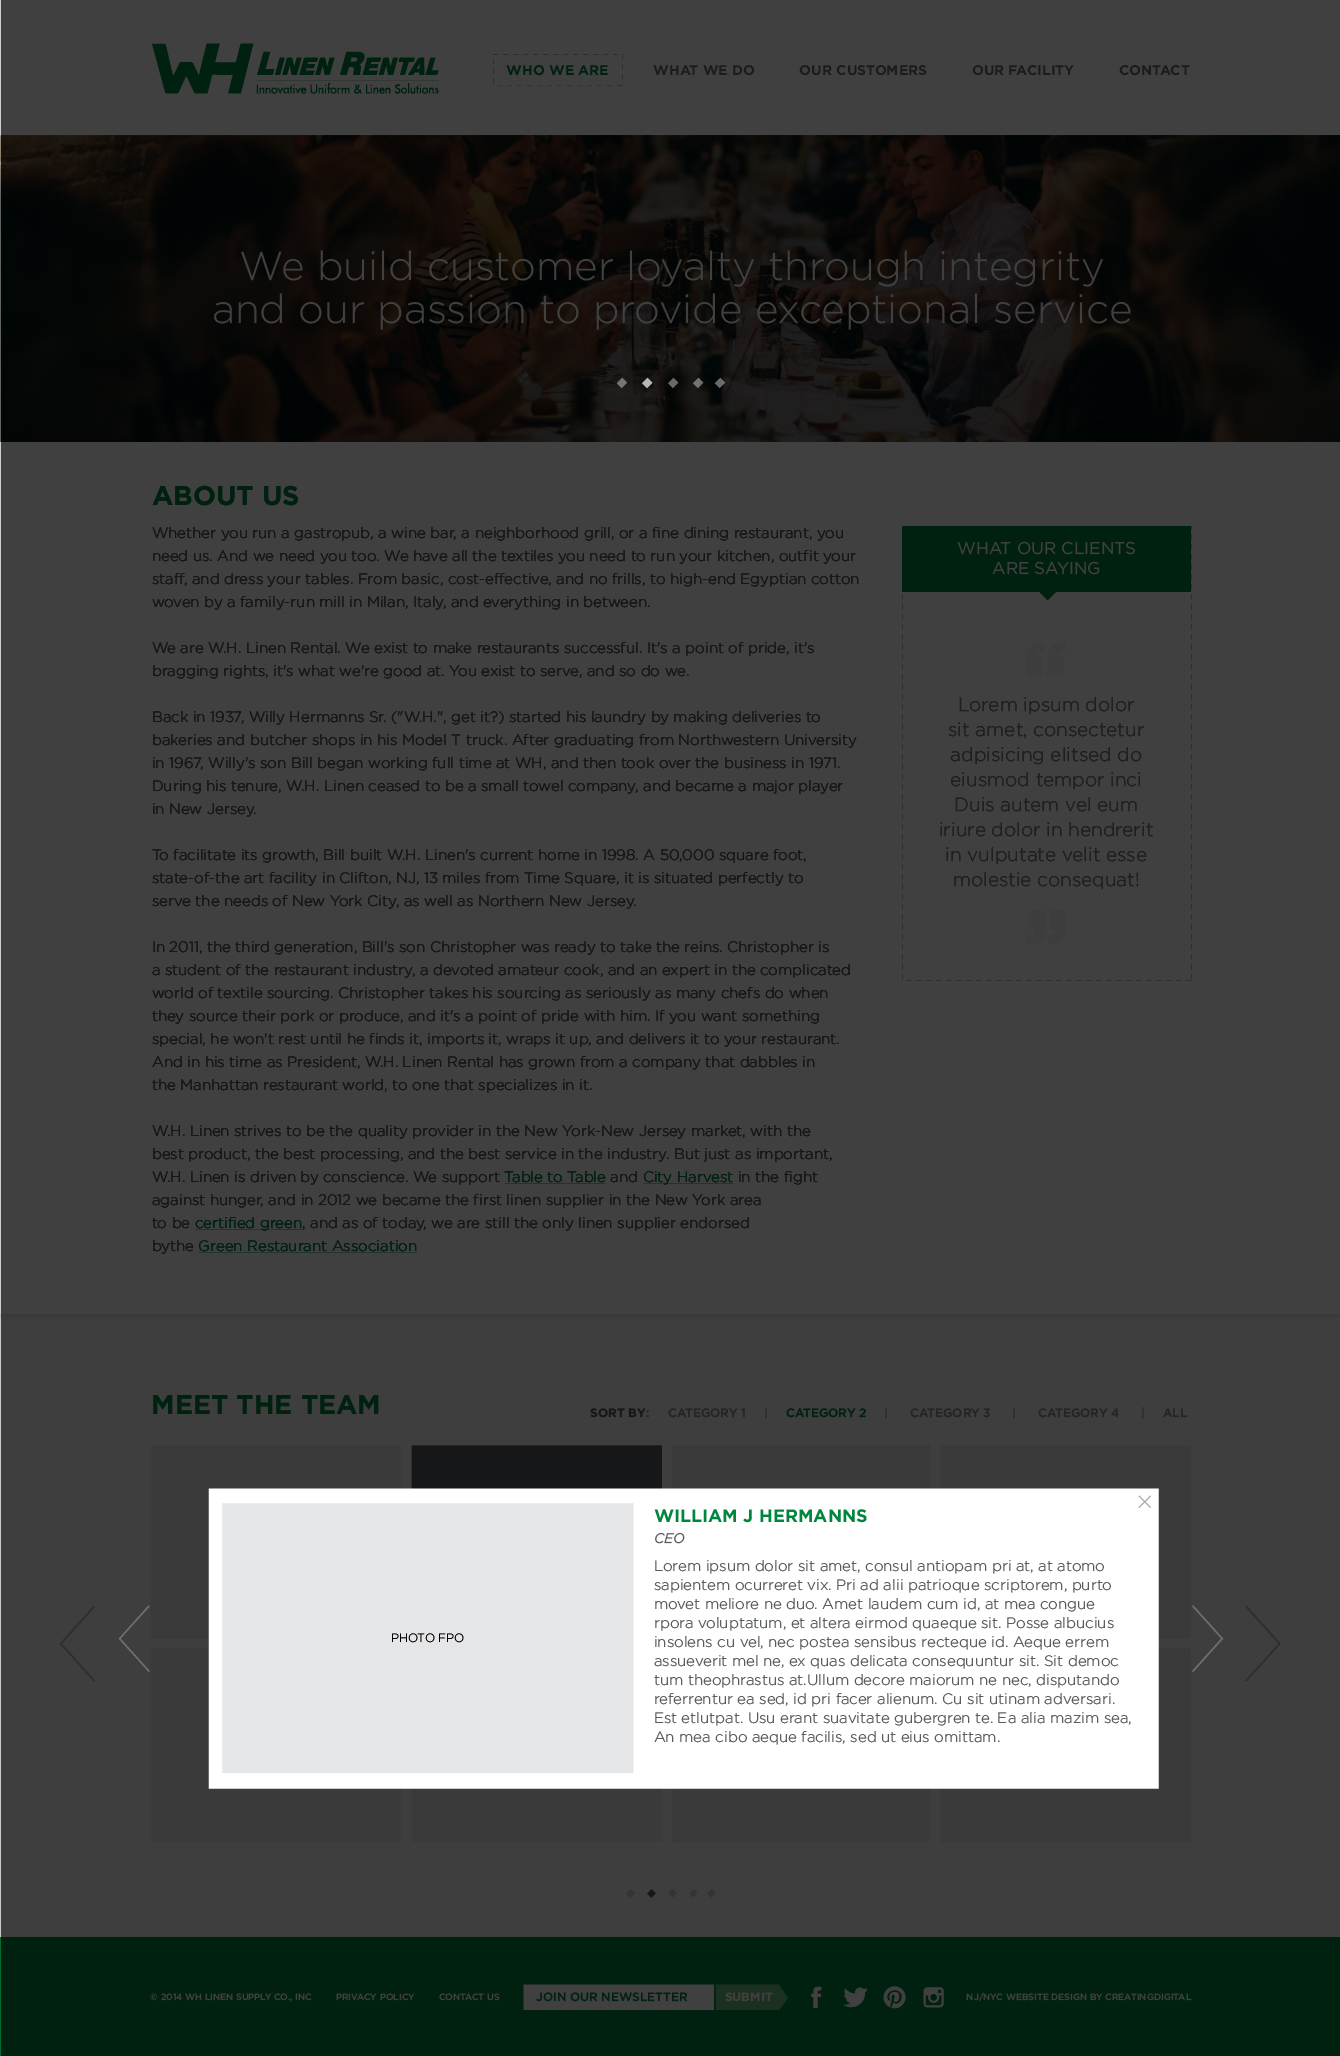 WH LINEN RENTAL
Innovative Uniform & Linen Solutions
WHO WE ARE
WHAT WE DO
OUR CUSTOMERS
OUR FACILITY
CONTACT
We build customer loyalty through integrity
and our passion to provide exceptional service
ABOUT US
Whether you run a gastropub, a wine bar, a neighborhood grill, or a fine dining restaurant, you
need us. And we need you too. We have all the textiles you need to run your kitchen, outfit your
staff, and dress your tables. From basic, cost-effective, and no frills, to high-end Egyptian cotton
woven by a family-run mill in Milan, Italy, and everything in between.
We are W.H. Linen Rental. We exist to make restaurants successful. It's a point of pride, it's
bragging rights, it's what we're good at. You exist to serve, and so do we.
Back in 1937, Willy Hermanns Sr. ("W.H.", get it?) started his laundry by making deliveries to
bakeries and butcher shops in his Model T truck. After graduating from Northwestern University
in 1967, Willy's son Bill began working full time at WH, and then took over the business in 1971.
During his tenure, W.H. Linen ceased to be a small towel company, and became a major player
in New Jersey.
To facilitate its growth, Bill built W.H. Linen's current home in 1998. A 50,000 square foot,
state-of-the art facility in Clifton, NJ, 13 miles from Time Square, it is situated perfectly to
serve the needs of New York City, as well as Northern New Jersey.
In 2011, the third generation, Bill's son Christopher was ready to take the reins. Christopher is
a student of the restaurant industry, a devoted amateur cook, and an expert in the complicated
world of textile sourcing. Christopher takes his sourcing as seriously as many chefs do when
they source their pork or produce, and it's a point of pride with him. If you want something
special, he won't rest until he finds it, imports it, wraps it up, and delivers it to your restaurant.
And in his time as President, W.H. Linen Rental has grown from a company that dabbles in
the Manhattan restaurant world, to one that specializes in it.
W.H. Linen strives to be the quality provider in the New York-New Jersey market, with the
best product, the best processing, and the best service in the industry. But just as important,
W.H. Linen is driven by conscience. We support Table to Table and City Harvest in the fight
against hunger, and in 2012 we became the first linen supplier in the New York area
to be certified green, and as of today, we are still the only linen supplier endorsed
bythe Green Restaurant Association
WHAT OUR CLIENTS
ARE SAYING
“
Lorem ipsum dolor
sit amet, consectetur
adpisicing elitsed do
eiusmod tempor inci
Duis autem vel eum
iriure dolor in hendrerit
in vulputate velit esse
molestie consequat!
”
MEET THE TEAM
SORT BY: CATEGORY 1 | CATEGORY 2 | CATEGORY 3 | CATEGORY 4 | ALL
PHOTO FPO
WILLIAM J HERMANNS
CEO
Lorem ipsum dolor sit amet, consul antiopam pri at, at atomo
sapientem ocurreret vix. Pri ad alii patrioque scriptorem, purto
movet meliore ne duo. Amet laudem cum id, at mea congue
rpora voluptatum, et altera eirmod quaeque sit. Posse albucius
insolens cu vel, nec postea sensibus recteque id. Aeque errem
assueverit mel ne, ex quas delicata consequuntur sit. Sit democ
tum theophrastus at.Ullum decore maiorum ne nec, disputando
referrentur ea sed, id pri facer alienum. Cu sit utinam adversari.
Est etlutpat. Usu erant suavitate gubergren te. Ea alia mazim sea,
An mea cibo aeque facilis, sed ut eius omittam.
© 2014 WH LINEN SUPPLY CO., INC
PRIVACY POLICY
CONTACT US
JOIN OUR NEWSLETTER
SUBMIT
NJ/NYC WEBSITE DESIGN BY CREATINGDIGITAL